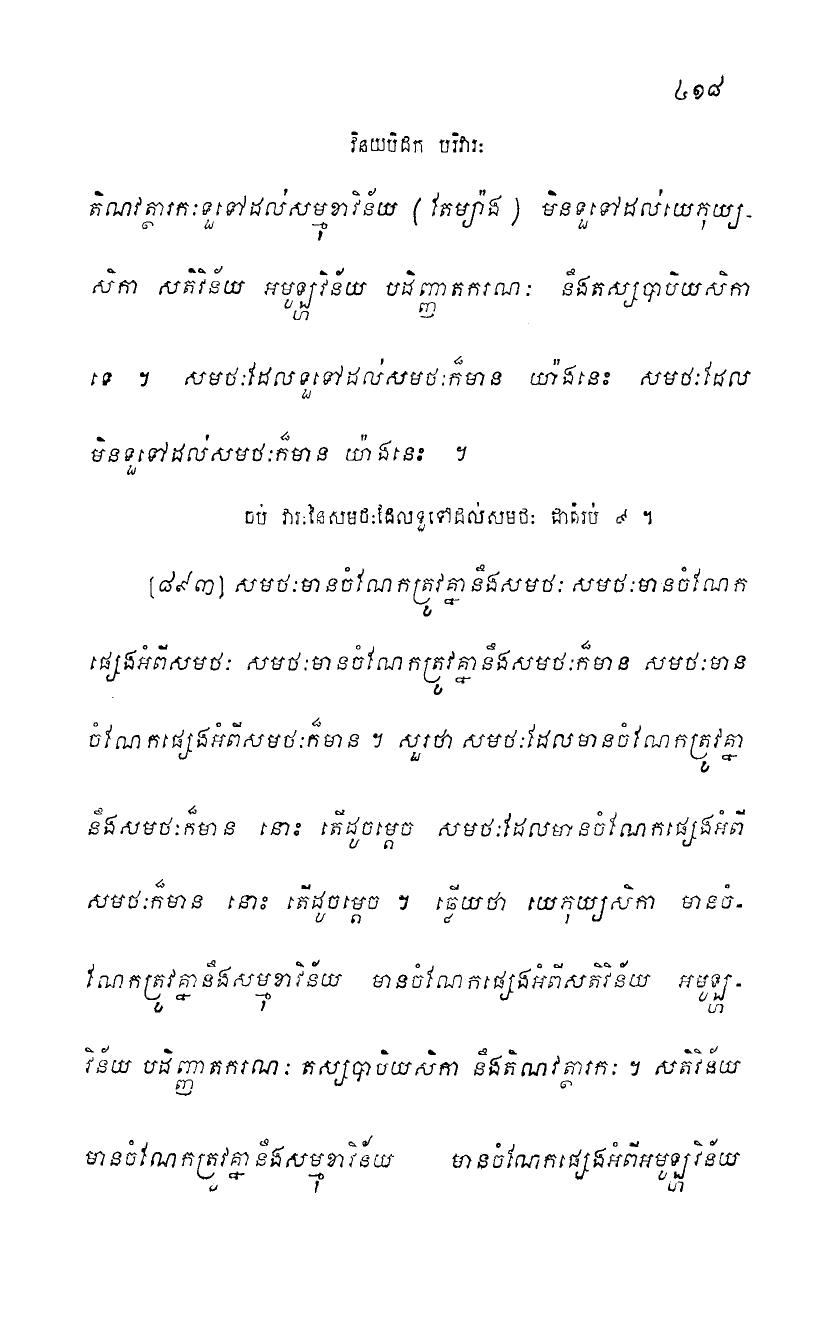 ៤១៨
វិនយបិដក បរិវារៈ
តិណវត្ថារកៈទួទៅដល់សម្មុខាវិន័យ ( តែម្យ៉ាង ) មិនទួទៅដល់យេភុយ្យ-
សិកា សតិវិន័យ អមូឡ្ហវិន័យ បដិញ្ញាតករណៈ នឹងតស្សបាបិយសិកា
ទេ ។ សមថៈដែលទួទៅដល់សមថៈក៏មាន យ៉ាងនេះ សមថៈដែល
មិនទួទៅដល់សមថៈក៏មាន យ៉ាងនេះ ។
ចប់ វារៈនៃសមថៈដែលទួទៅដល់សមថៈ ជាគំរប់ ៩ ។
[៨៩៣] សមថៈមានចំណែកត្រូវគ្នានឹងសមថៈ សមថៈមានចំណែក
ផ្សេងអំពីសមថៈ សមថៈមានចំណែកត្រូវគ្នានឹងសមថៈក៏មាន សមថៈមាន
ចំណែកផ្សេងអំពីសមថៈក៏មាន ។ សួរថា សមថៈដែលមានចំណែកត្រូវគ្នា
នឹងសមថៈក៏មាន នោះ តើដូចម្តេច សមថៈដែលមានចំណែកផ្សេងអំពី
សមថៈក៏មាន នោះ តើដូចម្តេច ។ ឆ្លើយថា យេភុយ្យសិកា មានចំ-
ណែកត្រូវគ្នានឹងសម្មុខាវិន័យ មានចំណែកផ្សេងអំពីសតិវិន័យ អមូឡ្ហ-
វិន័យ បដិញ្ញាតករណៈ តស្សបាបិយសិកា នឹងតិណវត្ថារកៈ ។ សតិវិន័យ
មានចំណែកត្រូវគ្នានឹងសម្មុខាវិន័យ មានចំណែកផ្សេងអំពីអមូឡ្ហវិន័យ